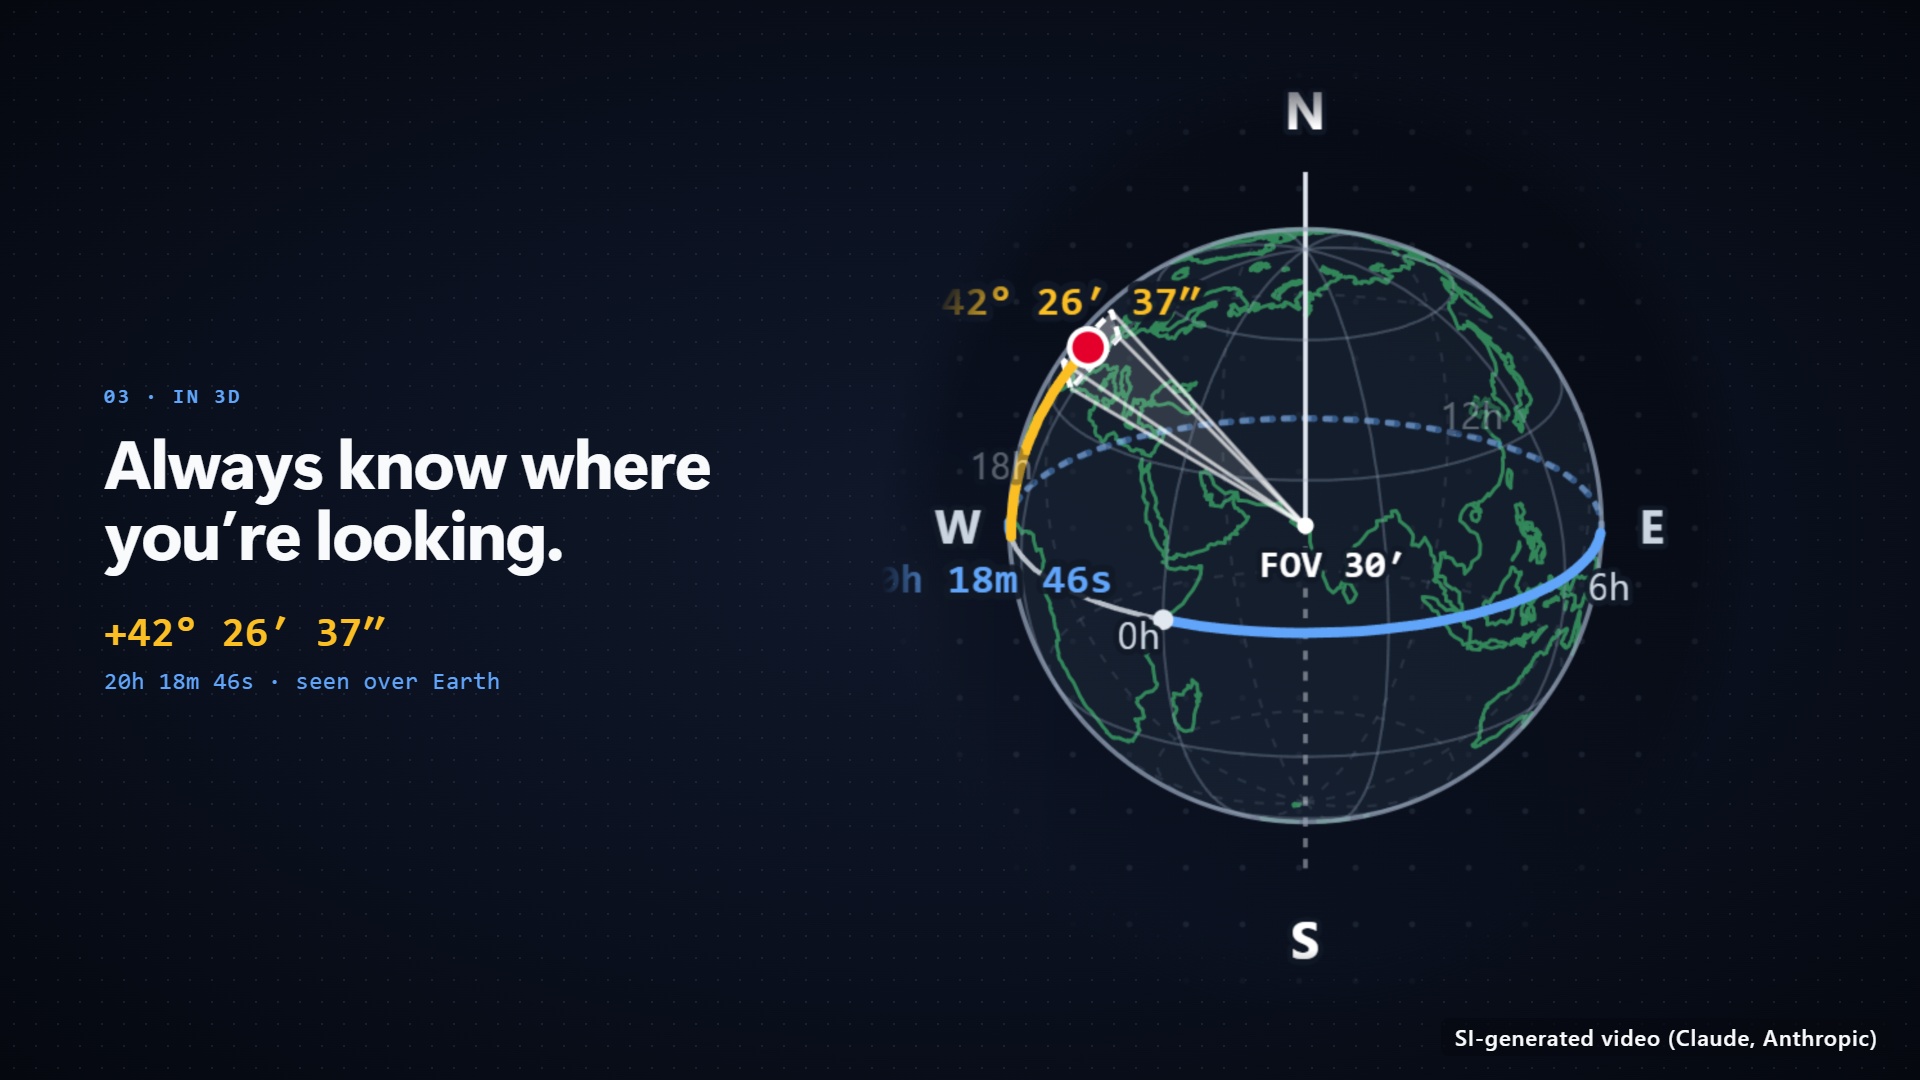 03 · IN 3D
Always know where
you’re looking.
+42° 26′ 37″
20h 18m 46s · seen over Earth
N
42° 26′ 37″
12h
18h
W
E
FOV 30′
0h 18m 46s
6h
0h
S
SI-generated video (Claude, Anthropic)